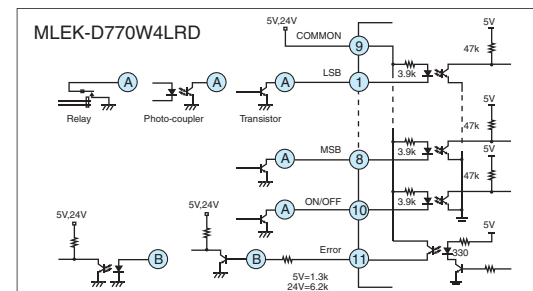 MLEK-D770W4LRD
5V,24V
COMMON
9
5V
47k
A
A
A
LSB
1
3.9k
Relay
Photo-coupler
Transistor
5V
47k
A
MSB
8
3.9k
5V
47k
A
ON/OFF
10
3.9k
5V,24V
5V,24V
5V
B
B
Error
11
330
5V=1.3k
24V=6.2k